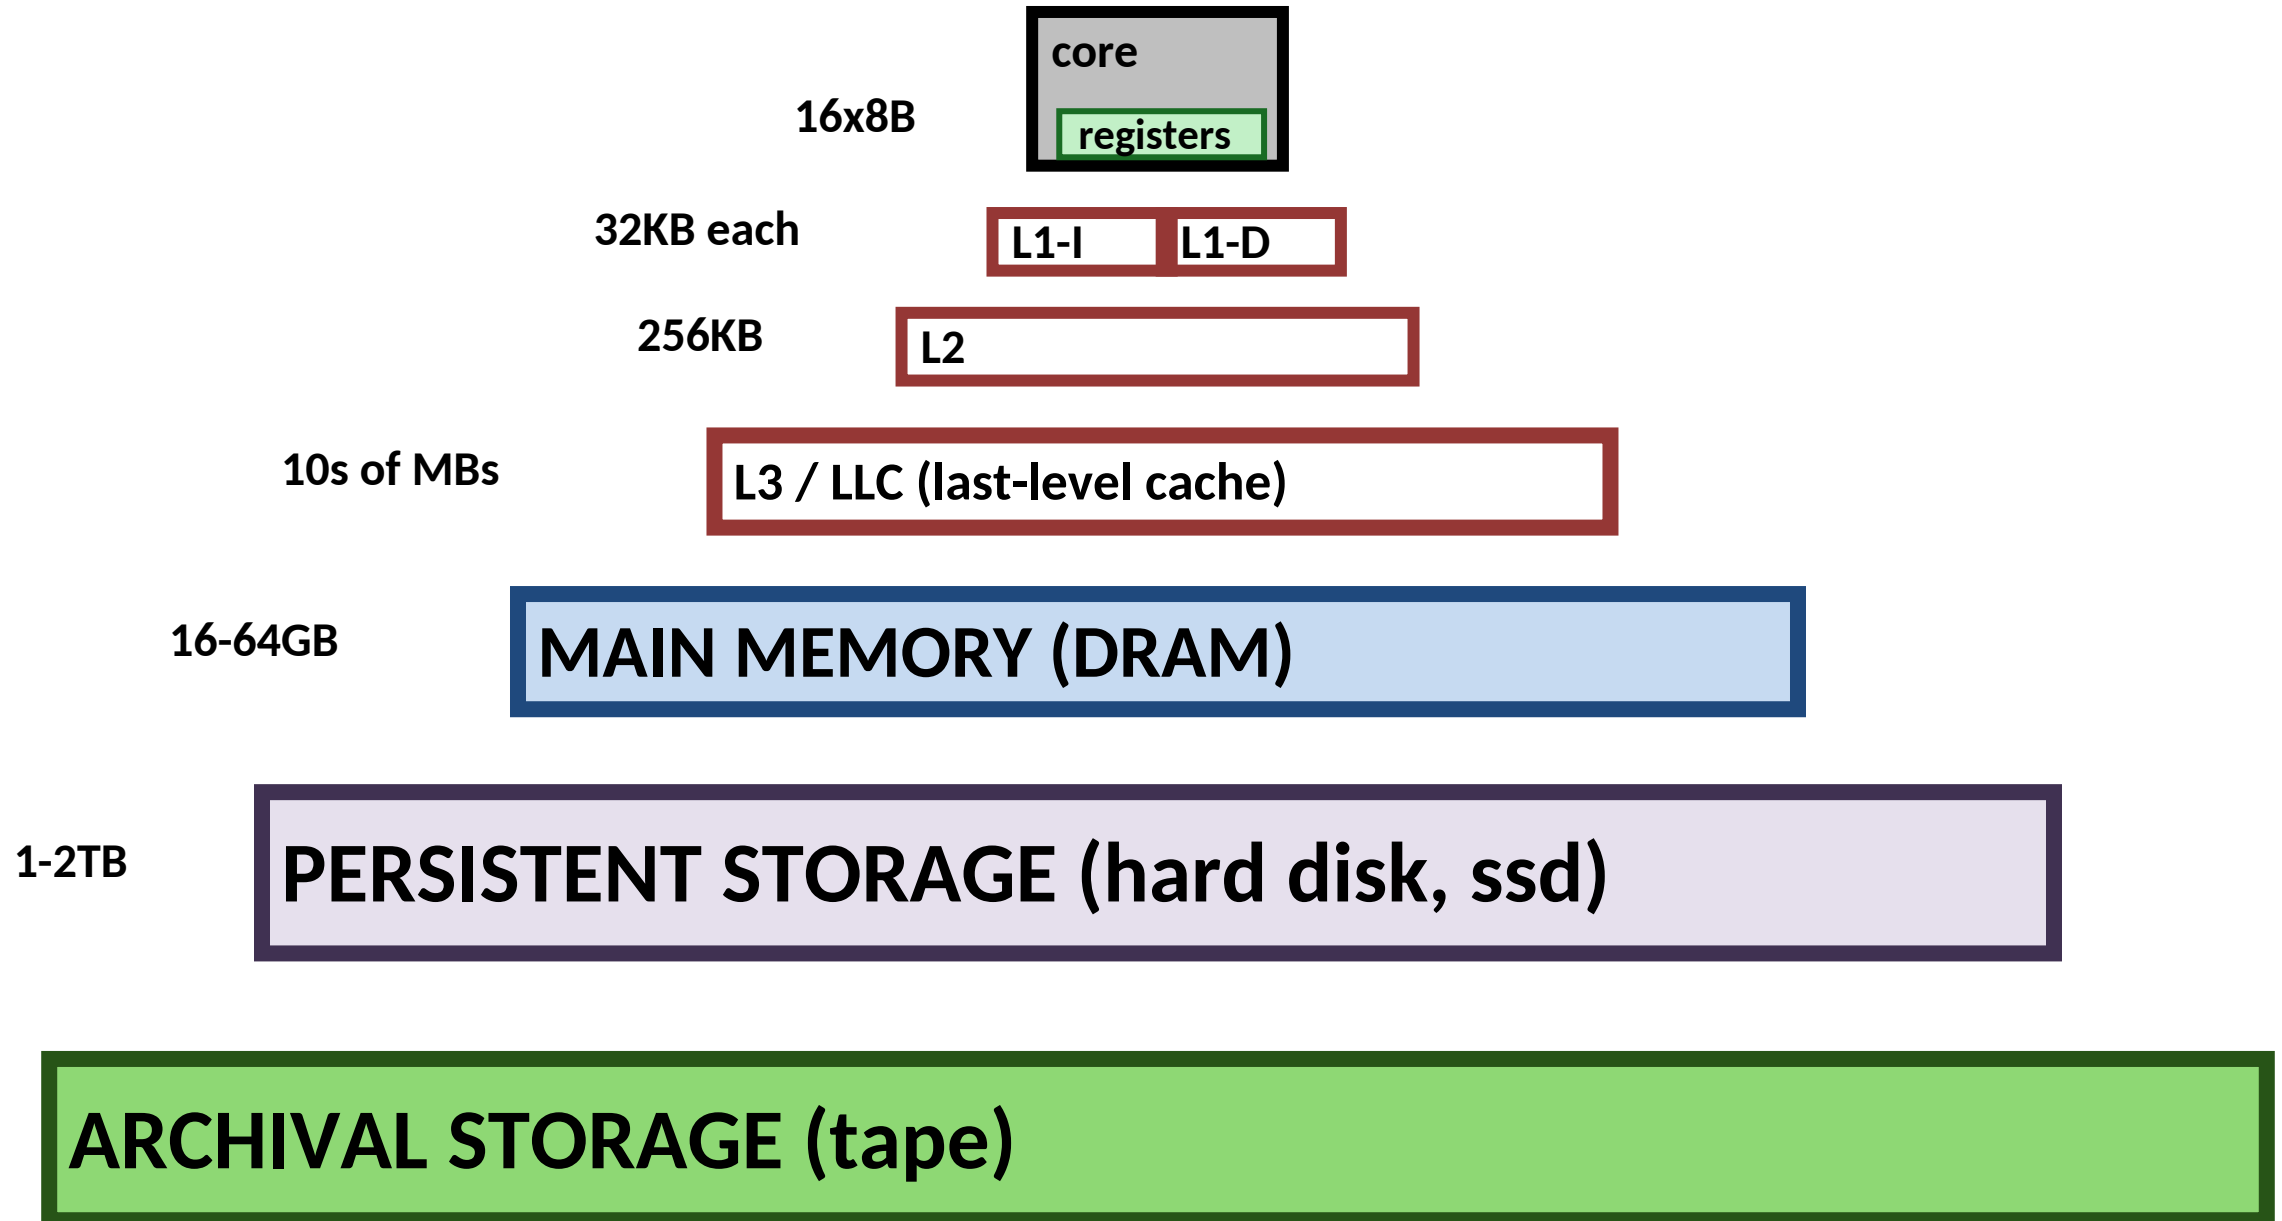 core
16x8B
registers
32KB each
L1-I
L1-D
256KB
L2
10s of MBs
L3 / LLC (last-level cache)
16-64GB
MAIN MEMORY (DRAM)
1-2TB
PERSISTENT STORAGE (hard disk, ssd)
ARCHIVAL STORAGE (tape)